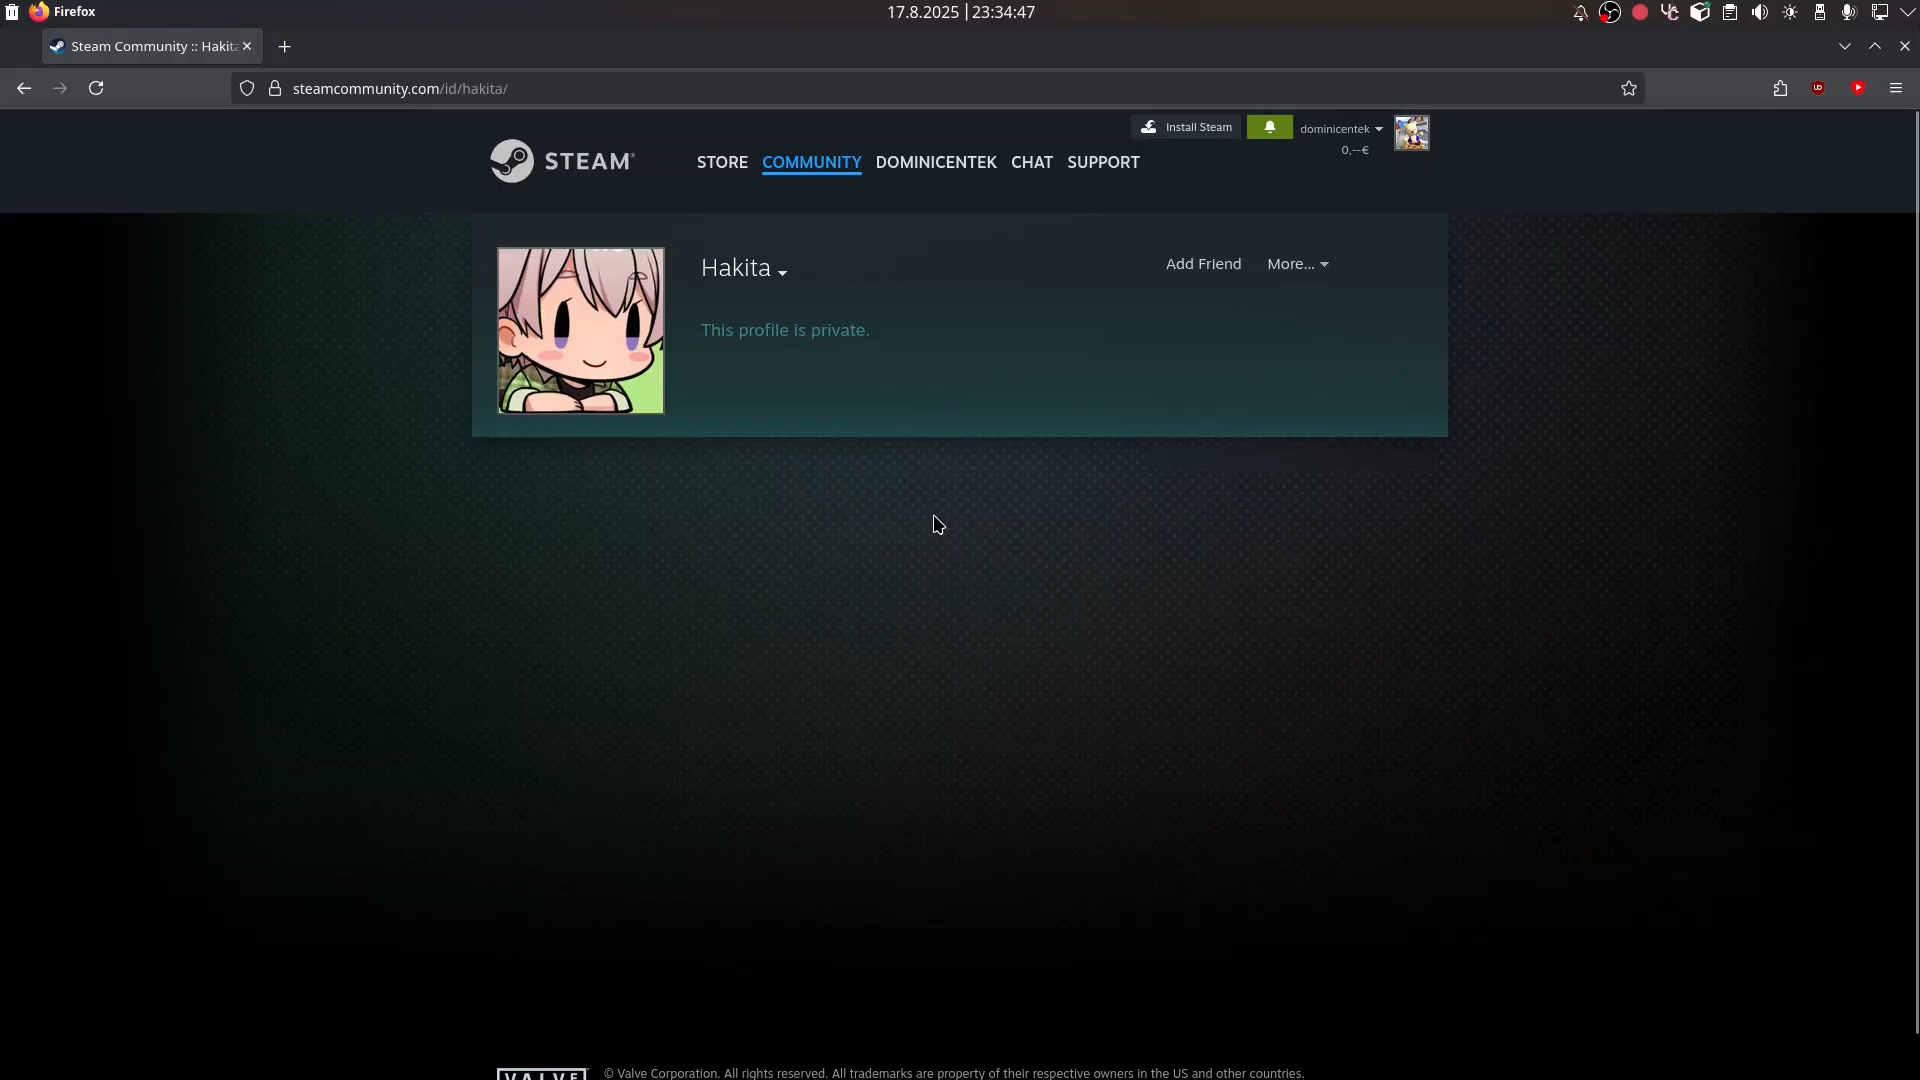 Firefox
17.8.2025 | 23:34:47
Steam Community :: Hakita
steamcommunity.com/id/hakita/
Install Steam
dominicentek
0,--€
STEAM®
STORE COMMUNITY DOMINICENTEK CHAT SUPPORT
Hakita
Add Friend More...
This profile is private.
VALVE
© Valve Corporation. All rights reserved. All trademarks are property of their respective owners in the US and other countries.